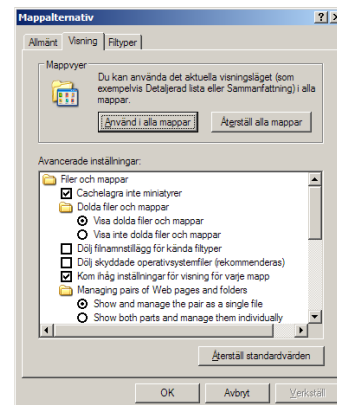 Mappalternativ
Allmänt Visning Filtyper
Mappvyer
Du kan använda det aktuella visningsläget (som
exempelvis Detaljerad lista eller Sammanfattning) i alla
mappar.
Använd i alla mappar Återställ alla mappar
Avancerade inställningar:
Filer och mappar
Cachelagra inte miniatyrer
Dolda filer och mappar
Visa dolda filer och mappar
Visa inte dolda filer och mappar
Dölj filnamnstillägg för kända filtyper
Dölj skyddade operativsystemfiler (rekommenderas)
Kom ihåg inställningar för visning för varje mapp
Managing pairs of Web pages and folders
Show and manage the pair as a single file
Show both parts and manage them individually
Återställ standardvärden
OK Avbryt Verkställ